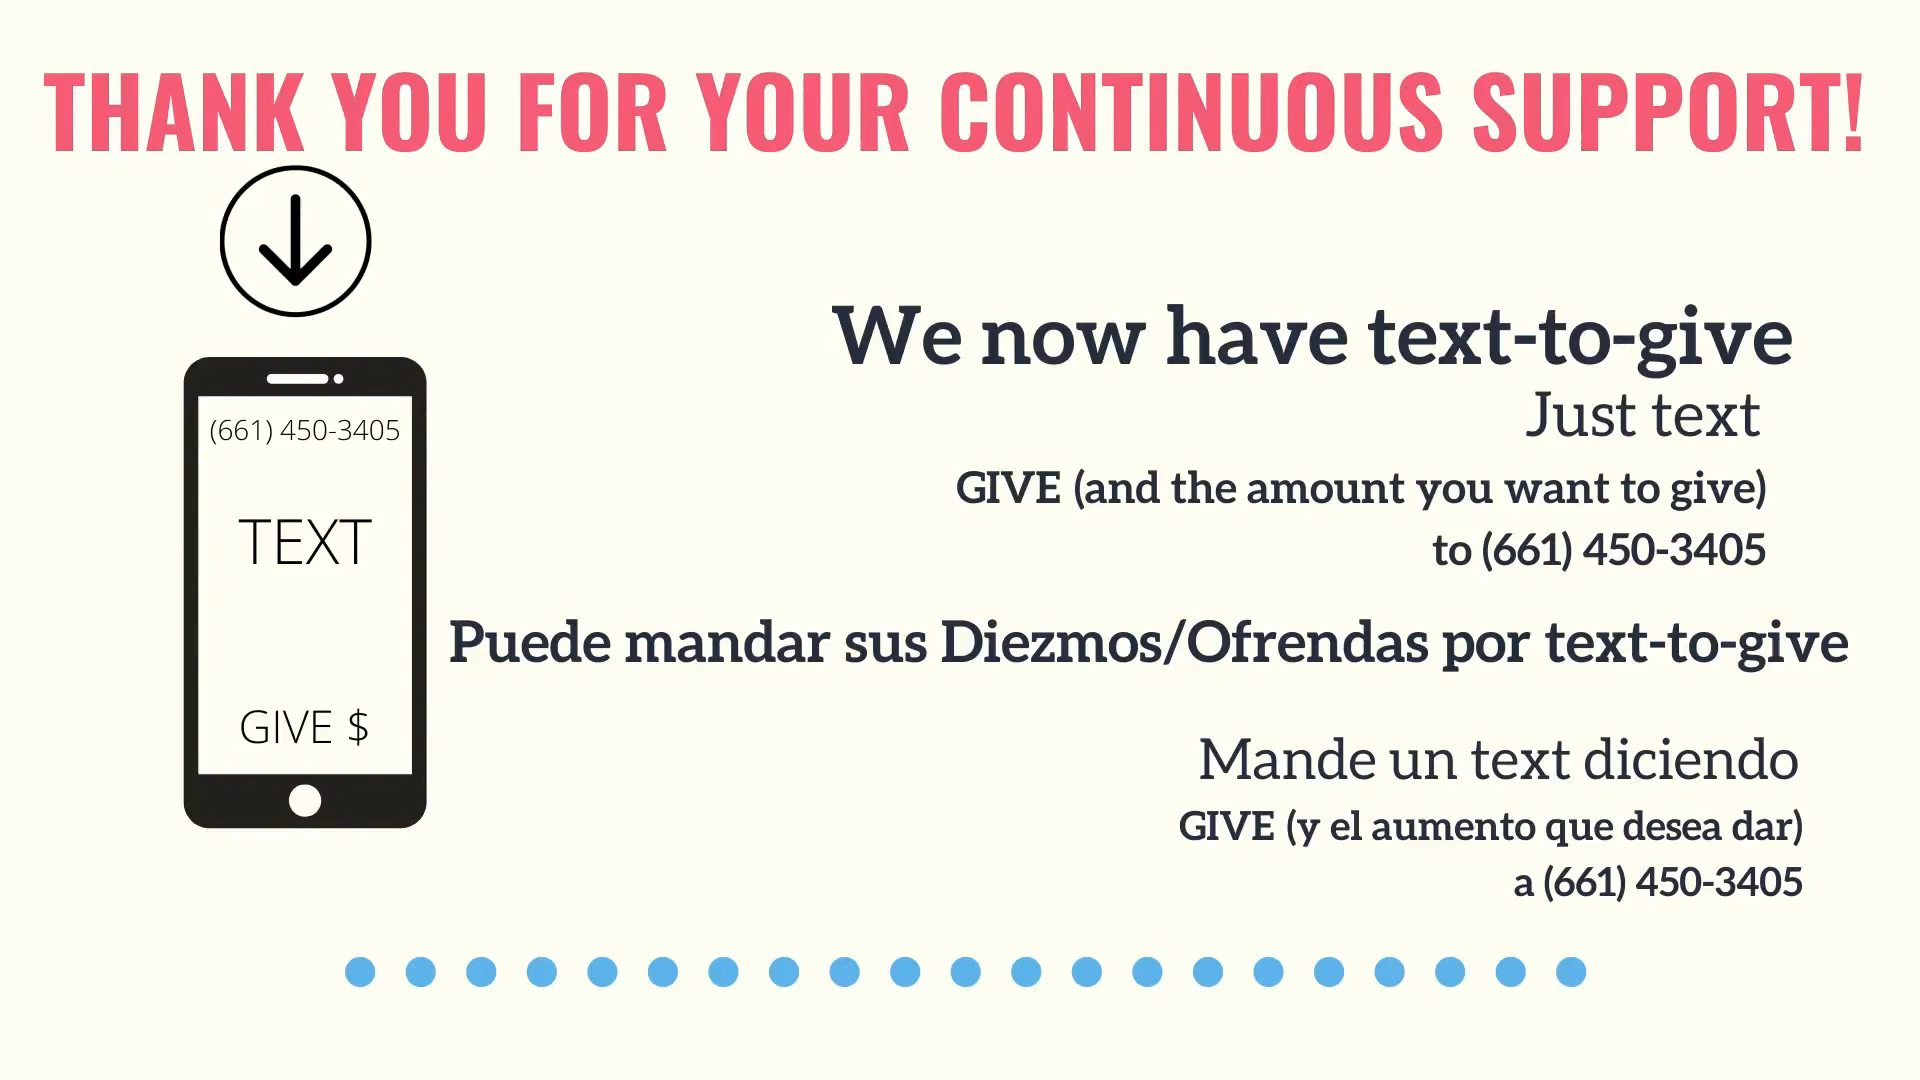 THANK YOU FOR YOUR CONTINUOUS SUPPORT!
(661) 450-3405
TEXT
GIVE $
We now have text-to-give
Just text
GIVE (and the amount you want to give)
to (661) 450-3405
Puede mandar sus Diezmos/Ofrendas por text-to-give
Mande un text diciendo
GIVE (y el aumento que desea dar)
a (661) 450-3405